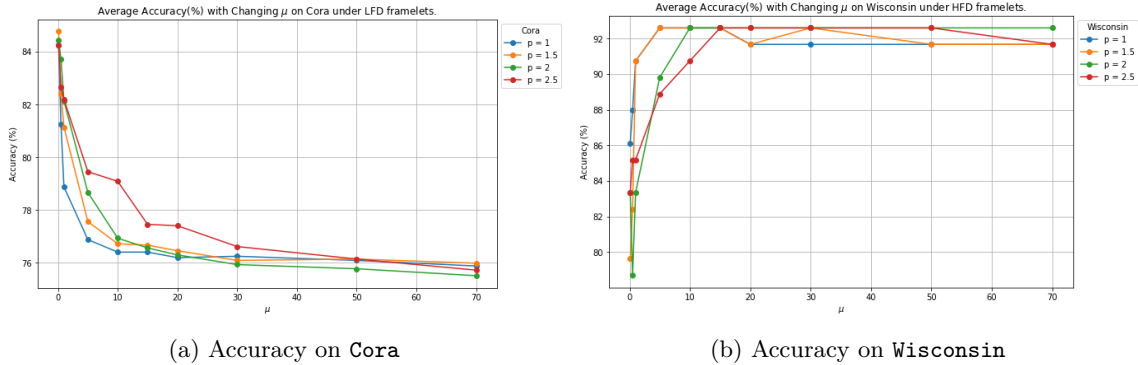 Average Accuracy(%) with Changing μ on Cora under LFD framelets.
Accuracy (%)
84
82
80
78
76
0 10 20 30 40 50 60 70
μ
Cora
p = 1
p = 1.5
p = 2
p = 2.5
(a) Accuracy on Cora
Average Accuracy(%) with Changing μ on Wisconsin under HFD framelets.
Accuracy (%)
92
90
88
86
84
82
80
0 10 20 30 40 50 60 70
μ
Wisconsin
p = 1
p = 1.5
p = 2
p = 2.5
(b) Accuracy on Wisconsin